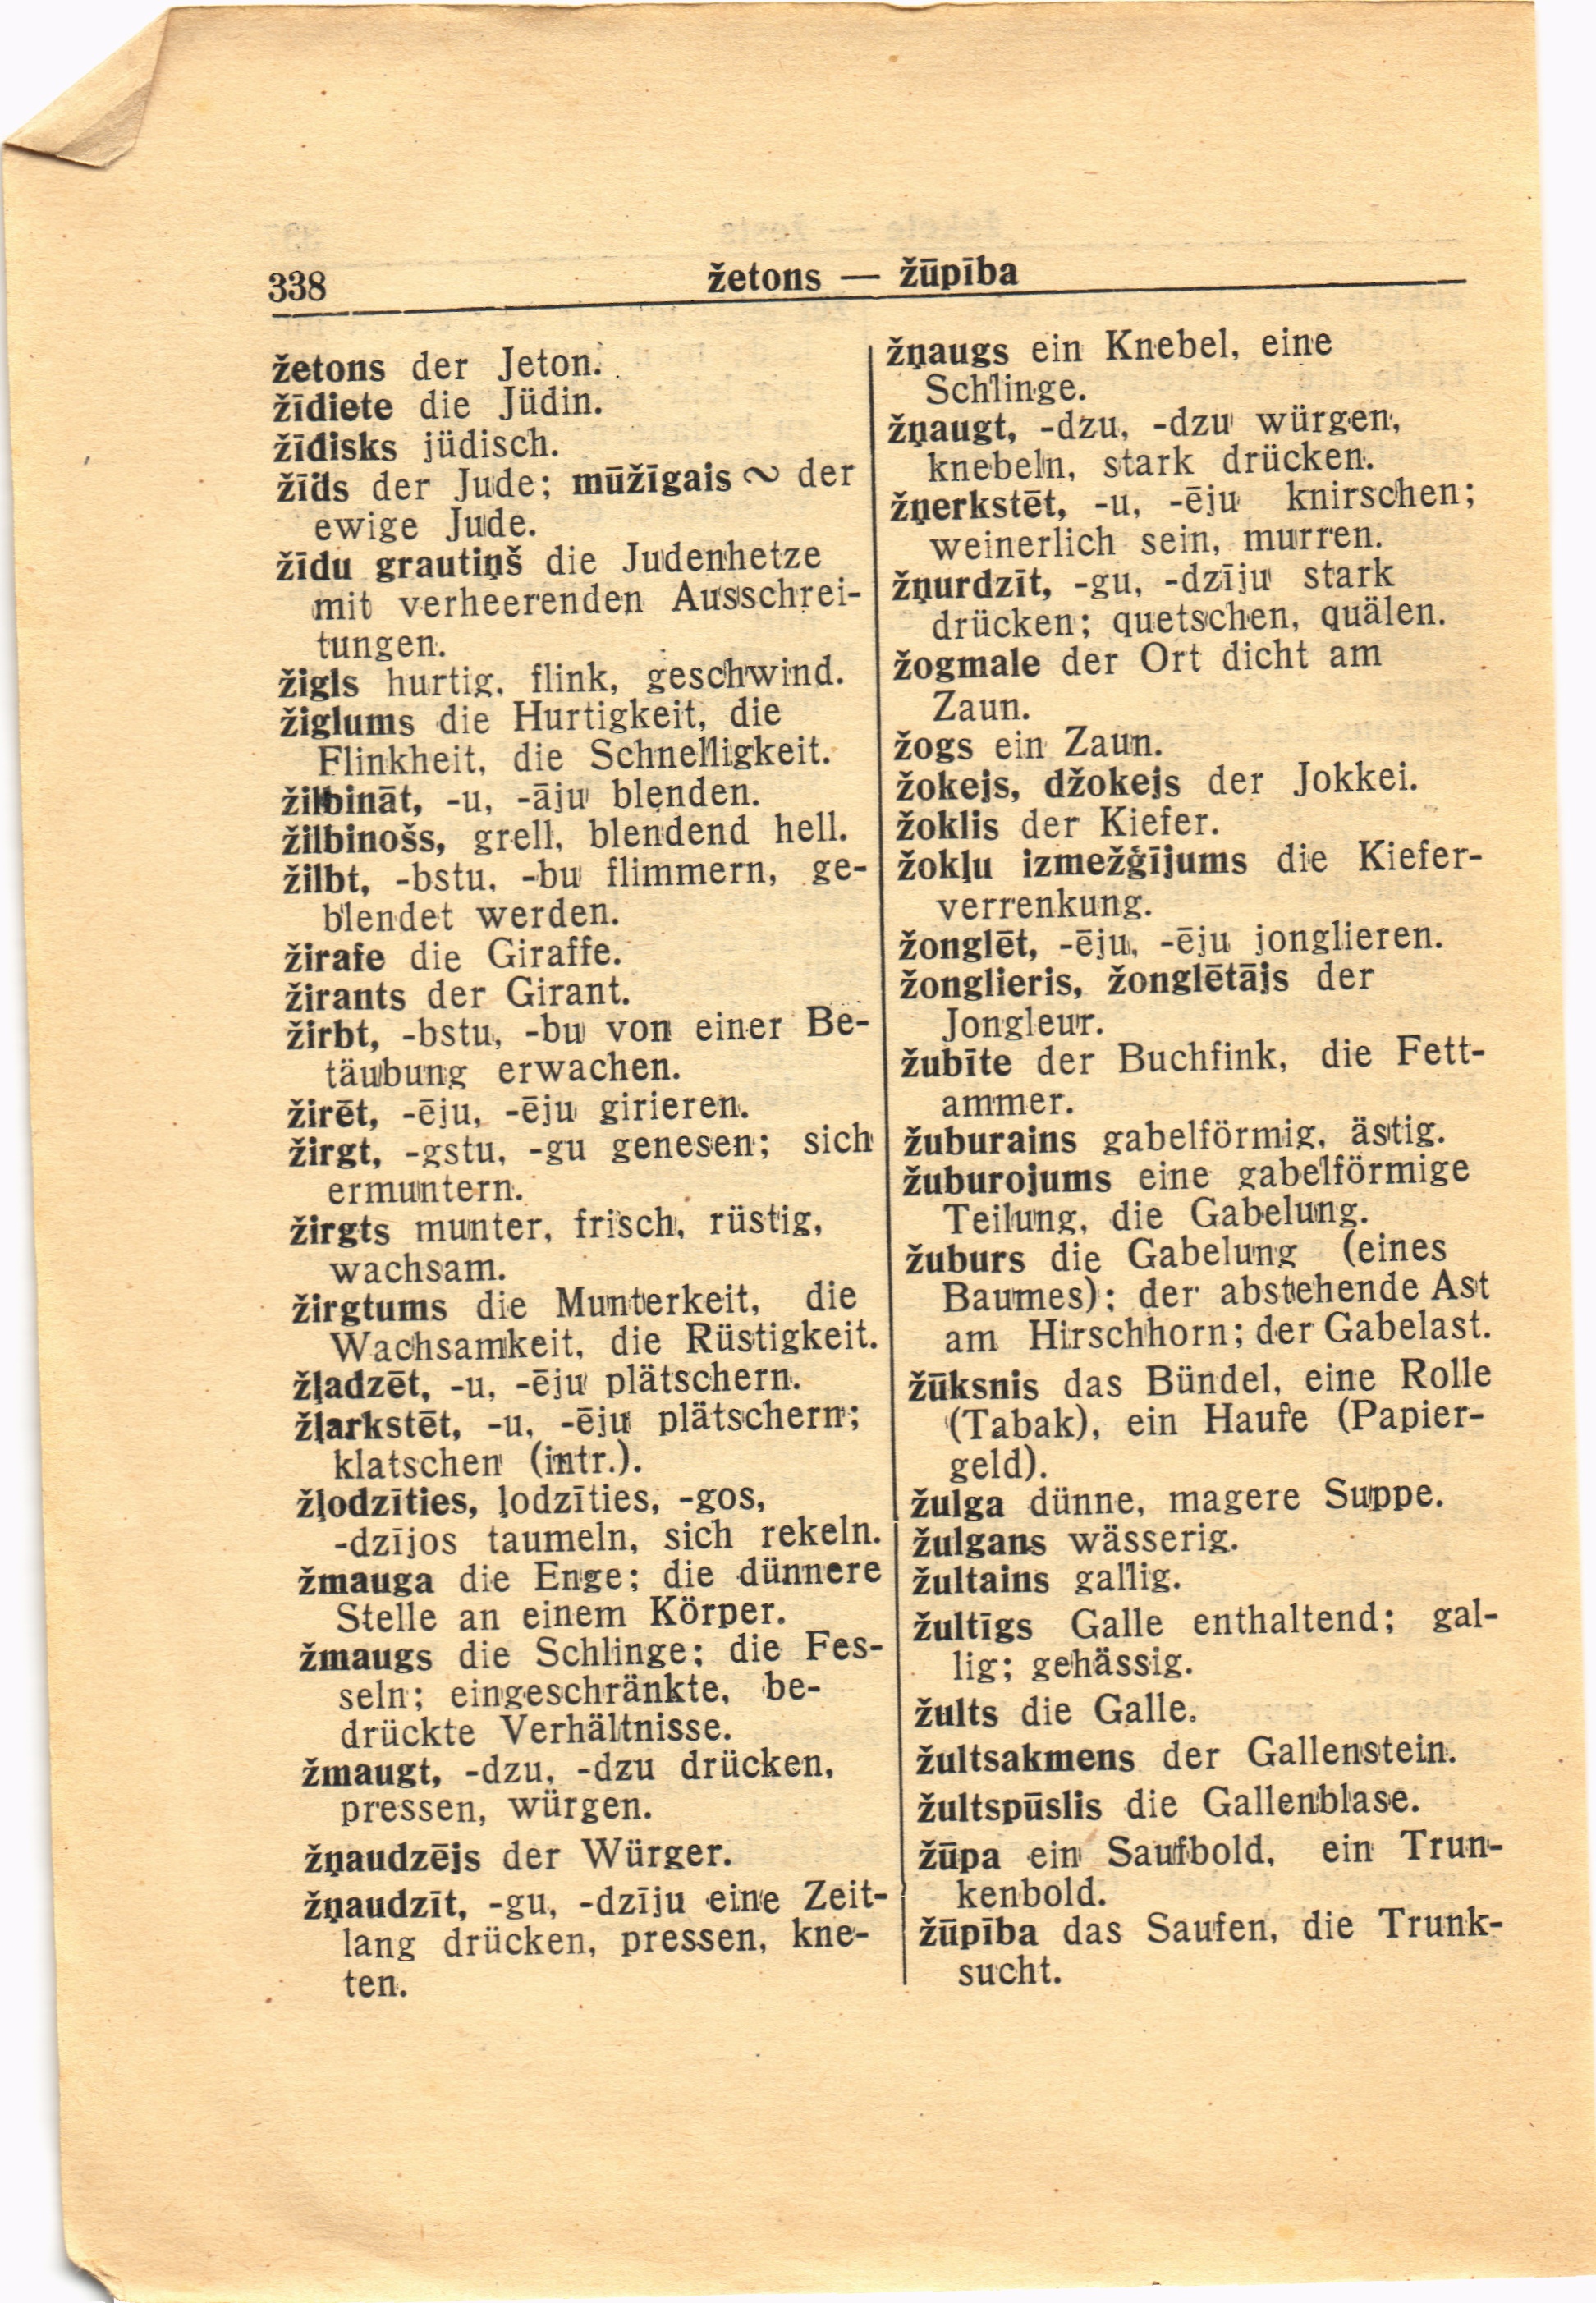 338
žetons — žūpība
žetons der Jeton.
žīdiete die Jüdin.
žīdisks jüdisch.
žīds der Jude; mūžīgais ~ der
ewige Jude.
žīdu grautiņš die Judenhetze
mit verheerenden Ausschrei-
tungen.
žigls hurtig, flink, geschwind.
žiglums die Hurtigkeit, die
Flinkheit, die Schnelligkeit.
žilbināt, -u, -āju blenden.
žilbinošs, grell, blendend hell.
žilbt, -bstu, -bu flimmern, ge-
blendet werden.
žirafe die Giraffe.
žirants der Girant.
žirbt, -bstu, -bu von einer Be-
täubung erwachen.
žirēt, -ēju, -ēju girieren.
žirgt, -gstu, -gu genesen; sich
ermuntern.
žirgts munter, frisch, rüstig,
wachsam.
žirgtums die Munterkeit, die
Wachsamkeit, die Rüstigkeit.
žļadzēt, -u, -ēju plätschern.
žļarkstēt, -u, -ēju plätschern;
klatschen (intr.).
žļodzīties, ļodzīties, -gos,
-dzījos taumeln, sich rekeln.
žmauga die Enge; die dünnere
Stelle an einem Körper.
žmaugs die Schlinge; die Fes-
seln; eingeschränkte, be-
drückte Verhältnisse.
žmaugt, -dzu, -dzu drücken,
pressen, würgen.
žņaudzējs der Würger.
žņaudzīt, -gu, -dzīju eine Zeit-
lang drücken, pressen, kne-
ten.
žņaugs ein Knebel, eine
Schlinge.
žņaugt, -dzu, -dzu würgen,
knebeln, stark drücken.
žņerkstēt, -u, -ēju knirschen;
weinerlich sein, murren.
žņurdzīt, -gu, -dzīju stark
drücken; quetschen, quälen.
žogmale der Ort dicht am
Zaun.
žogs ein Zaun.
žokejs, džokejs der Jokkei.
žoklis der Kiefer.
žokļu izmežģījums die Kiefer-
verrenkung.
žonglēt, -ēju, -ēju jonglieren.
žonglieris, žonglētājs der
Jongleur.
žubīte der Buchfink, die Fett-
ammer.
žuburains gabelförmig, ästig.
žuburojums eine gabelförmige
Teilung, die Gabelung.
žuburs die Gabelung (eines
Baumes); der abstehende Ast
am Hirschhorn; der Gabelast.
žūksnis das Bündel, eine Rolle
(Tabak), ein Haufe (Papier-
geld).
žulga dünne, magere Suppe.
žulgans wässerig.
žultains gallig.
žultīgs Galle enthaltend; gal-
lig; gehässig.
žults die Galle.
žultsakmens der Gallenstein.
žultspūslis die Gallenblase.
žūpa ein Saufbold, ein Trun-
kenbold.
žūpība das Saufen, die Trunk-
sucht.